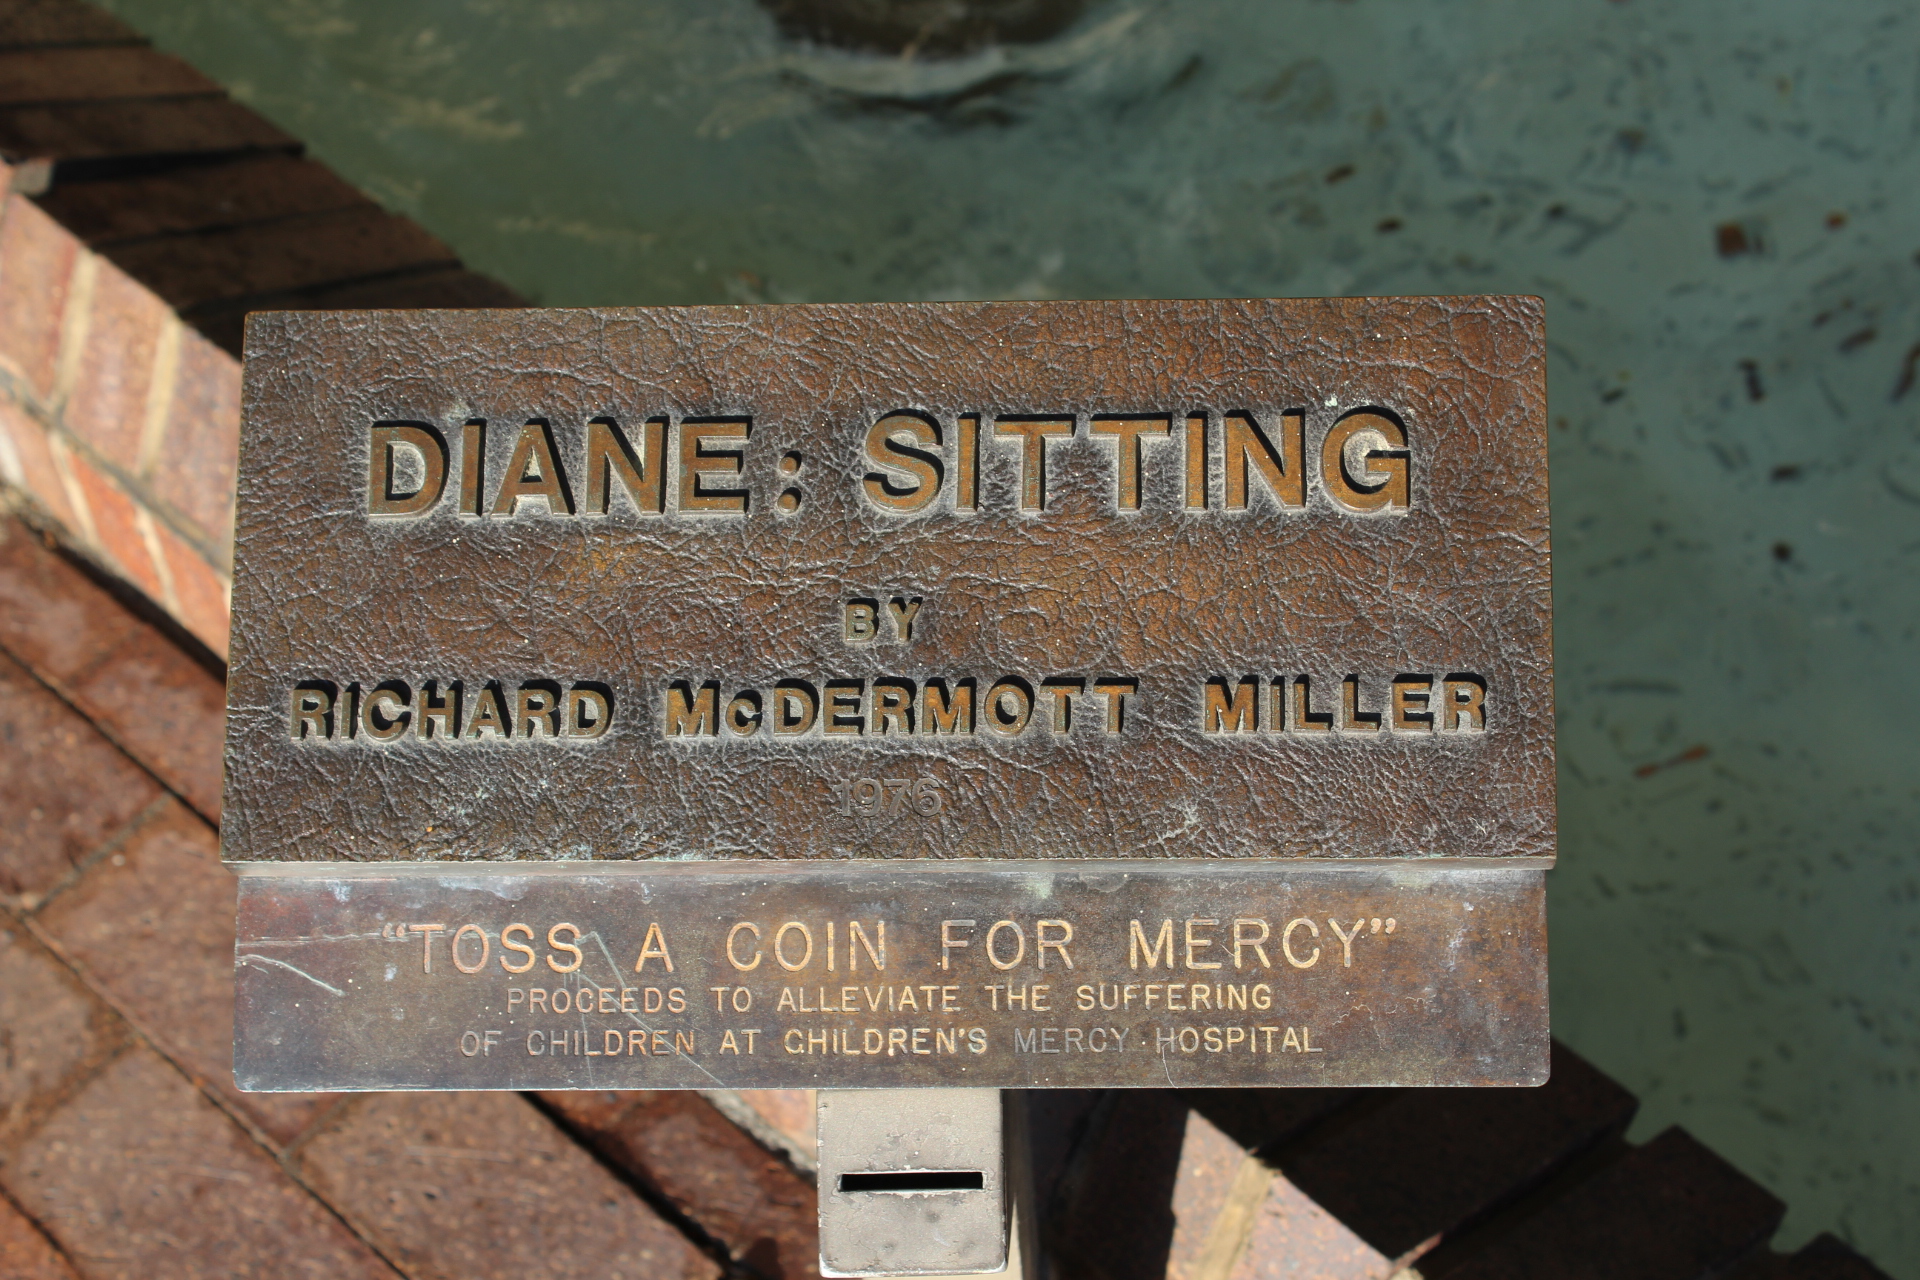 DIANE: SITTING
BY
RICHARD McDERMOTT MILLER
1976
“TOSS A COIN FOR MERCY”
PROCEEDS TO ALLEVIATE THE SUFFERING
OF CHILDREN AT CHILDREN'S MERCY HOSPITAL